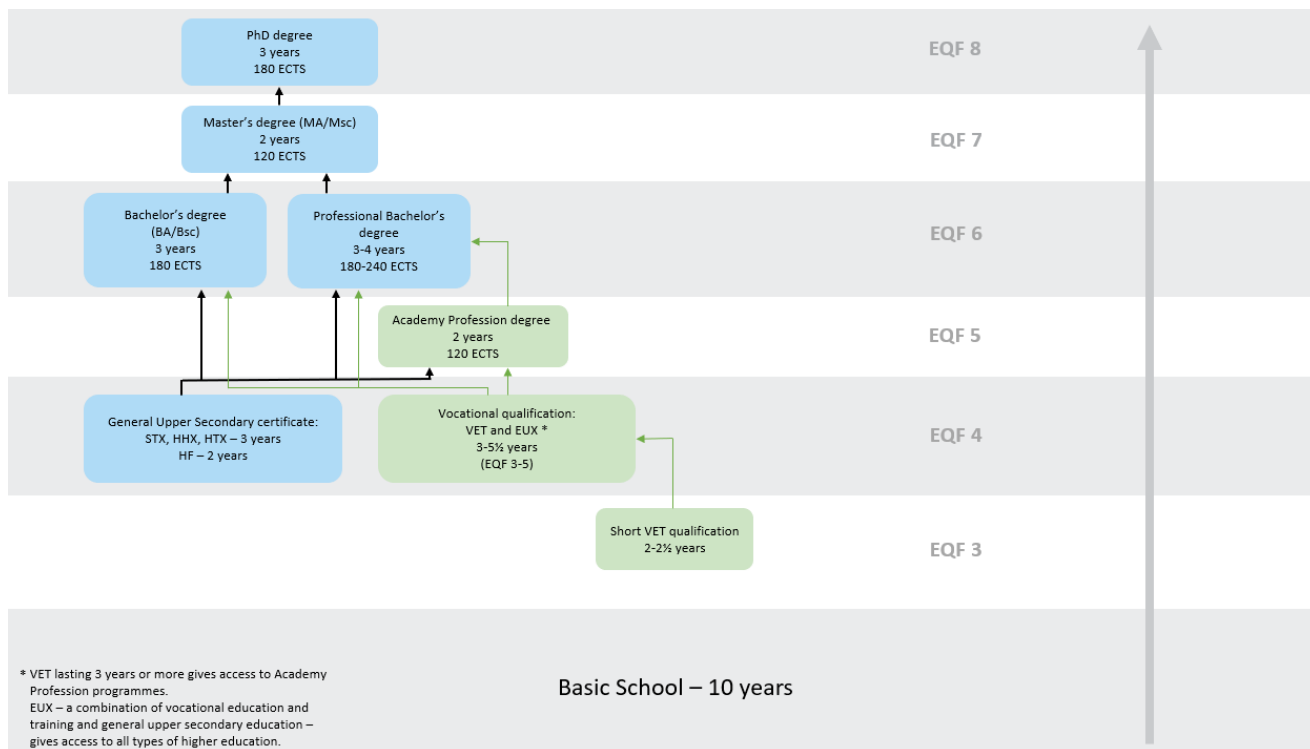 PhD degree
3 years
180 ECTS
EQF 8
Master's degree (MA/Msc)
2 years
120 ECTS
EQF 7
Bachelor's degree
(BA/Bsc)
3 years
180 ECTS
Professional Bachelor's
degree
3-4 years
180-240 ECTS
EQF 6
Academy Profession degree
2 years
120 ECTS
EQF 5
General Upper Secondary certificate:
STX, HHX, HTX – 3 years
HF – 2 years
Vocational qualification:
VET and EUX *
3-5½ years
(EQF 3-5)
EQF 4
Short VET qualification
2-2½ years
EQF 3
Basic School – 10 years
* VET lasting 3 years or more gives access to Academy
Profession programmes.
EUX – a combination of vocational education and
training and general upper secondary education –
gives access to all types of higher education.